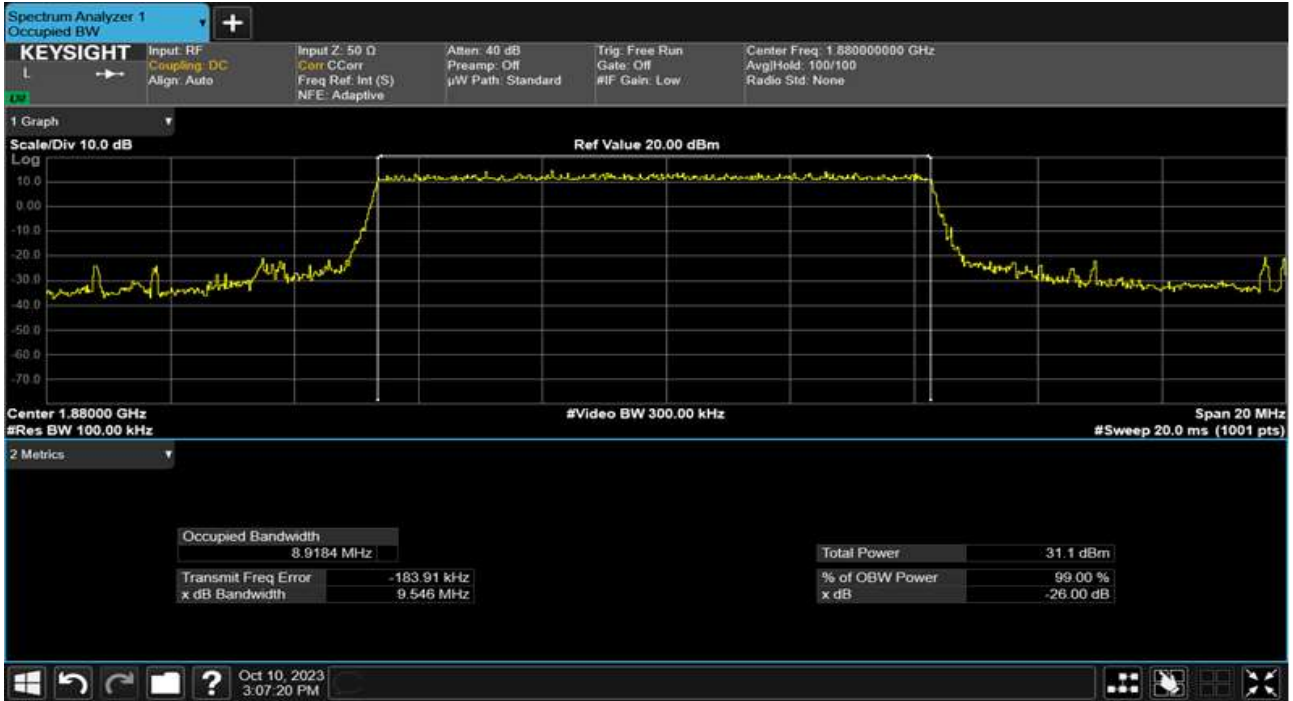 Spectrum Analyzer 1
Occupied BW
+
KEYSIGHT
L
Input: RF
Coupling: DC
Align: Auto
Input Z: 50 Ω
Corr CCorr
Freq Ref: Int (S)
NFE: Adaptive
Atten: 40 dB
Preamp: Off
µW Path: Standard
Trig: Free Run
Gate: Off
#IF Gain: Low
Center Freq: 1.880000000 GHz
Avg|Hold: 100/100
Radio Std: None
1 Graph
Scale/Div 10.0 dB
Ref Value 20.00 dBm
Log
10.0
0.00
-10.0
-20.0
-30.0
-40.0
-50.0
-60.0
-70.0
Center 1.88000 GHz
#Video BW 300.00 kHz
Span 20 MHz
#Res BW 100.00 kHz
#Sweep 20.0 ms (1001 pts)
2 Metrics
Occupied Bandwidth
8.9184 MHz
Total Power 31.1 dBm
Transmit Freq Error -183.91 kHz
% of OBW Power 99.00 %
x dB Bandwidth 9.546 MHz
x dB -26.00 dB
?
Oct 10, 2023
3:07:20 PM